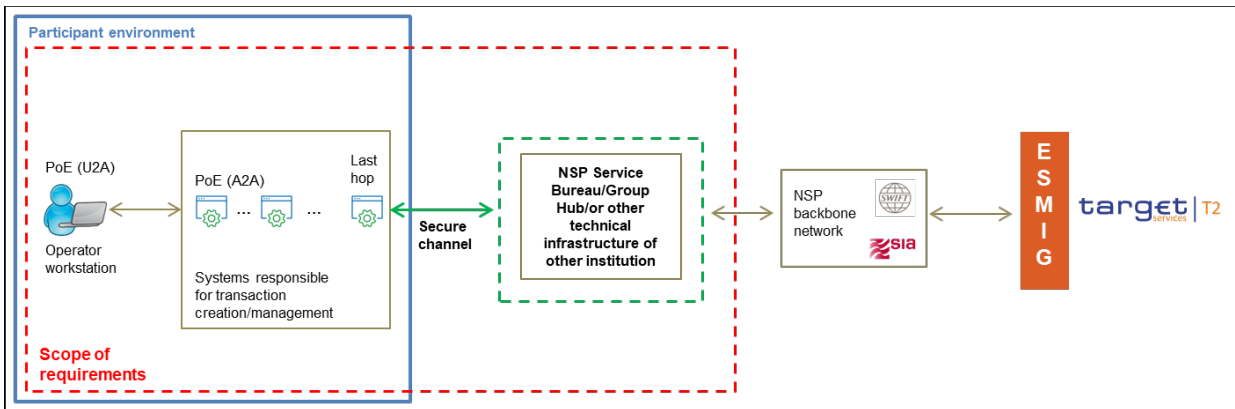 Participant environment
PoE (U2A)
Operator
workstation
PoE (A2A)
...
...
Last
hop
Systems responsible
for transaction
creation/management
Scope of
requirements
Secure
channel
NSP Service
Bureau/Group
Hub/or other
technical
infrastructure of
other institution
NSP
backbone
network
SWIFT
sia
E
S
M
I
G
target | T2
services